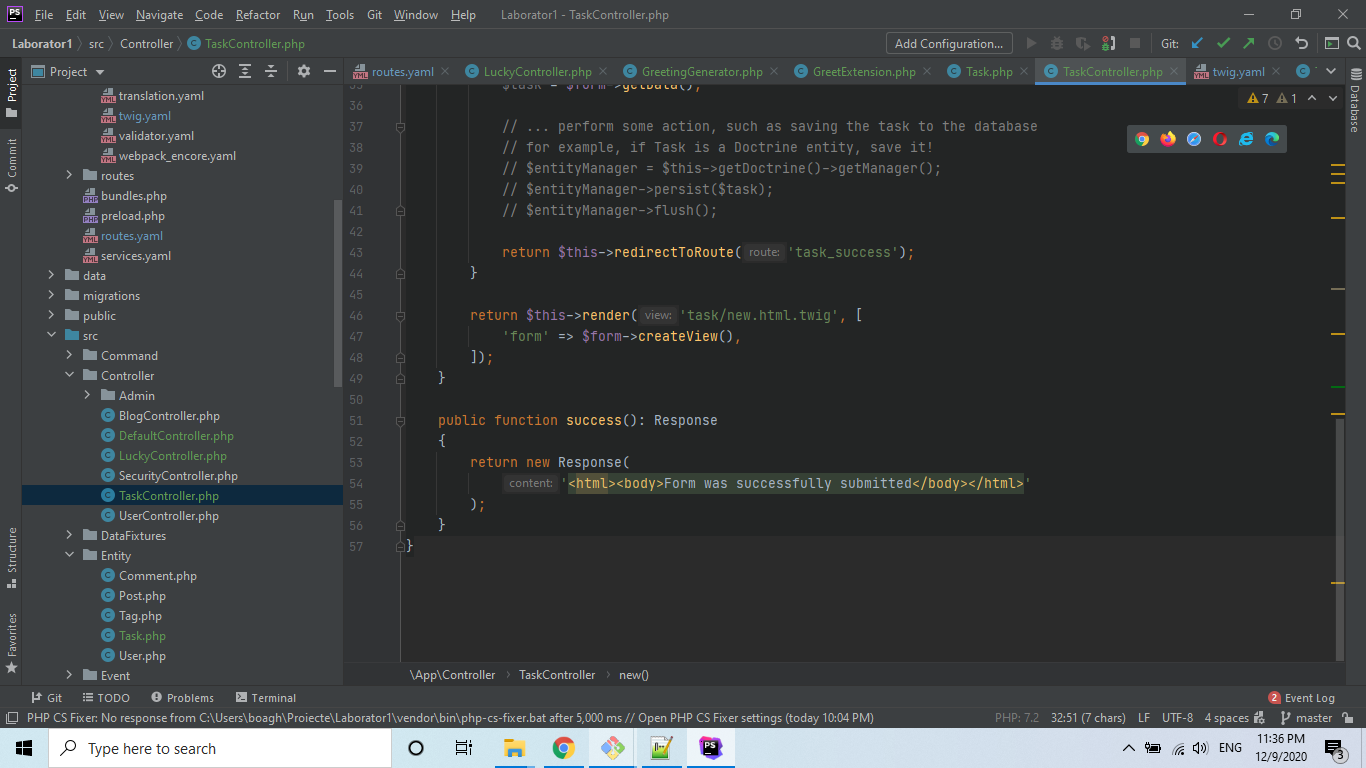 PS File Edit View Navigate Code Refactor Run Tools Git Window Help Laborator1 - TaskController.php
Laborator1 src Controller TaskController.php Add Configuration... Git:
Project
routes.yaml LuckyController.php GreetingGenerator.php GreetExtension.php Task.php TaskController.php twig.yaml
Project
Commit
Structure
Favorites
Database
translation.yaml
twig.yaml
validator.yaml
webpack_encore.yaml
routes
bundles.php
preload.php
routes.yaml
services.yaml
data
migrations
public
src
Command
Controller
Admin
BlogController.php
DefaultController.php
LuckyController.php
SecurityController.php
TaskController.php
UserController.php
DataFixtures
Entity
Comment.php
Post.php
Tag.php
Task.php
User.php
Event
7 1
35 $task = $form->getData();
36
37 // ... perform some action, such as saving the task to the database
38 // for example, if Task is a Doctrine entity, save it!
39 // $entityManager = $this->getDoctrine()->getManager();
40 // $entityManager->persist($task);
41 // $entityManager->flush();
42
43 return $this->redirectToRoute( route: 'task_success');
44 }
45
46 return $this->render( view: 'task/new.html.twig', [
47 'form' => $form->createView(),
48 ]);
49 }
50
51 public function success(): Response
52 {
53 return new Response(
54 content: '<html><body>Form was successfully submitted</body></html>'
55 );
56 }
57 }
\App\Controller TaskController new()
Git TODO Problems Terminal 2 Event Log
PHP CS Fixer: No response from C:\Users\boagh\Proiecte\Laborator1\vendor\bin\php-cs-fixer.bat after 5,000 ms // Open PHP CS Fixer settings (today 10:04 PM) PHP: 7.2 32:51 (7 chars) LF UTF-8 4 spaces master
Type here to search ENG 11:36 PM
12/9/2020 3